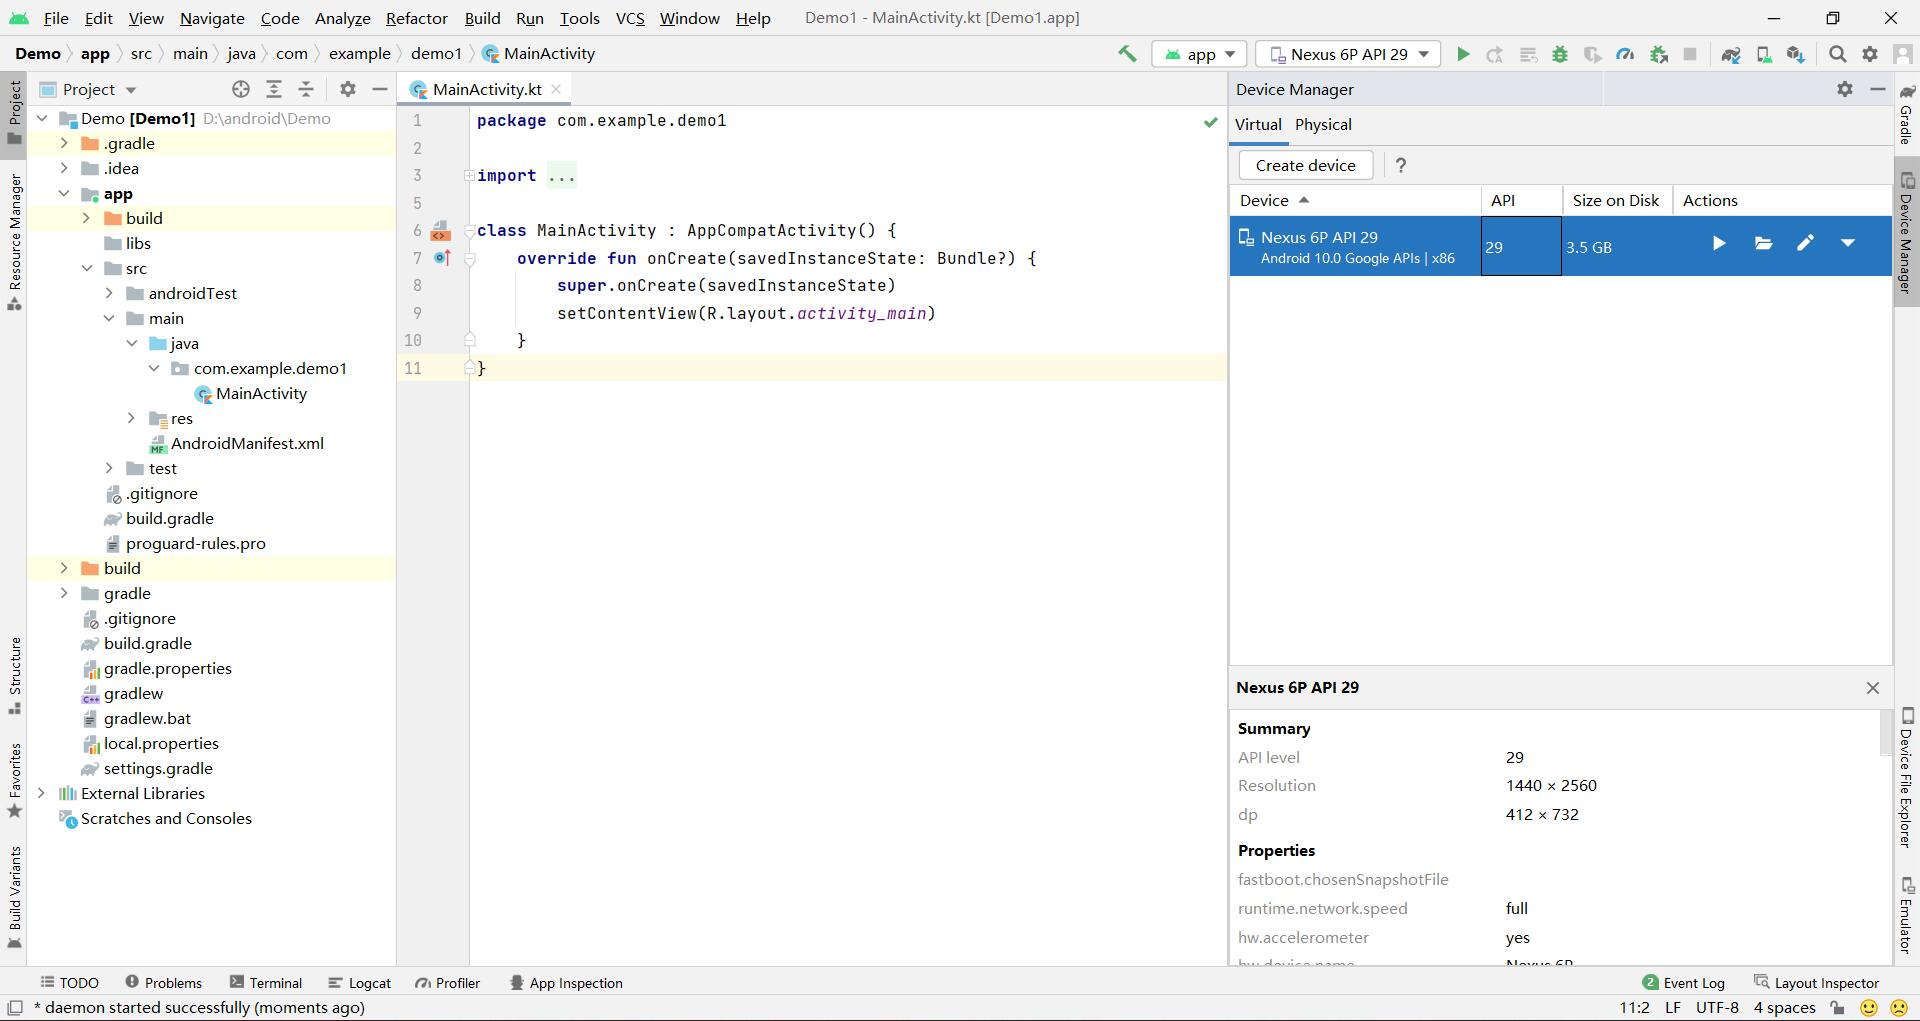 File Edit View Navigate Code Analyze Refactor Build Run Tools VCS Window Help Demo1 - MainActivity.kt [Demo1.app]
Demo app src main java com example demo1 MainActivity app Nexus 6P API 29
Project
Resource Manager
Structure
Favorites
Build Variants
Project
Demo [Demo1] D:\android\Demo
.gradle
.idea
app
build
libs
src
androidTest
main
java
com.example.demo1
MainActivity
res
AndroidManifest.xml
test
.gitignore
build.gradle
proguard-rules.pro
build
gradle
.gitignore
build.gradle
gradle.properties
gradlew
gradlew.bat
local.properties
settings.gradle
External Libraries
Scratches and Consoles
MainActivity.kt
1 package com.example.demo1
2
3 import ...
5
6 class MainActivity : AppCompatActivity() {
7 override fun onCreate(savedInstanceState: Bundle?) {
8 super.onCreate(savedInstanceState)
9 setContentView(R.layout.activity_main)
10 }
11 }
Device Manager
Virtual Physical
Create device ?
Device API Size on Disk Actions
Nexus 6P API 29
Android 10.0 Google APIs | x86
29 3.5 GB
Nexus 6P API 29
Summary
API level 29
Resolution 1440 × 2560
dp 412 × 732
Properties
fastboot.chosenSnapshotFile
runtime.network.speed full
hw.accelerometer yes
hw.device.name Nexus 6P
Gradle
Device Manager
Device File Explorer
Emulator
TODO Problems Terminal Logcat Profiler App Inspection 2 Event Log Layout Inspector
* daemon started successfully (moments ago) 11:2 LF UTF-8 4 spaces